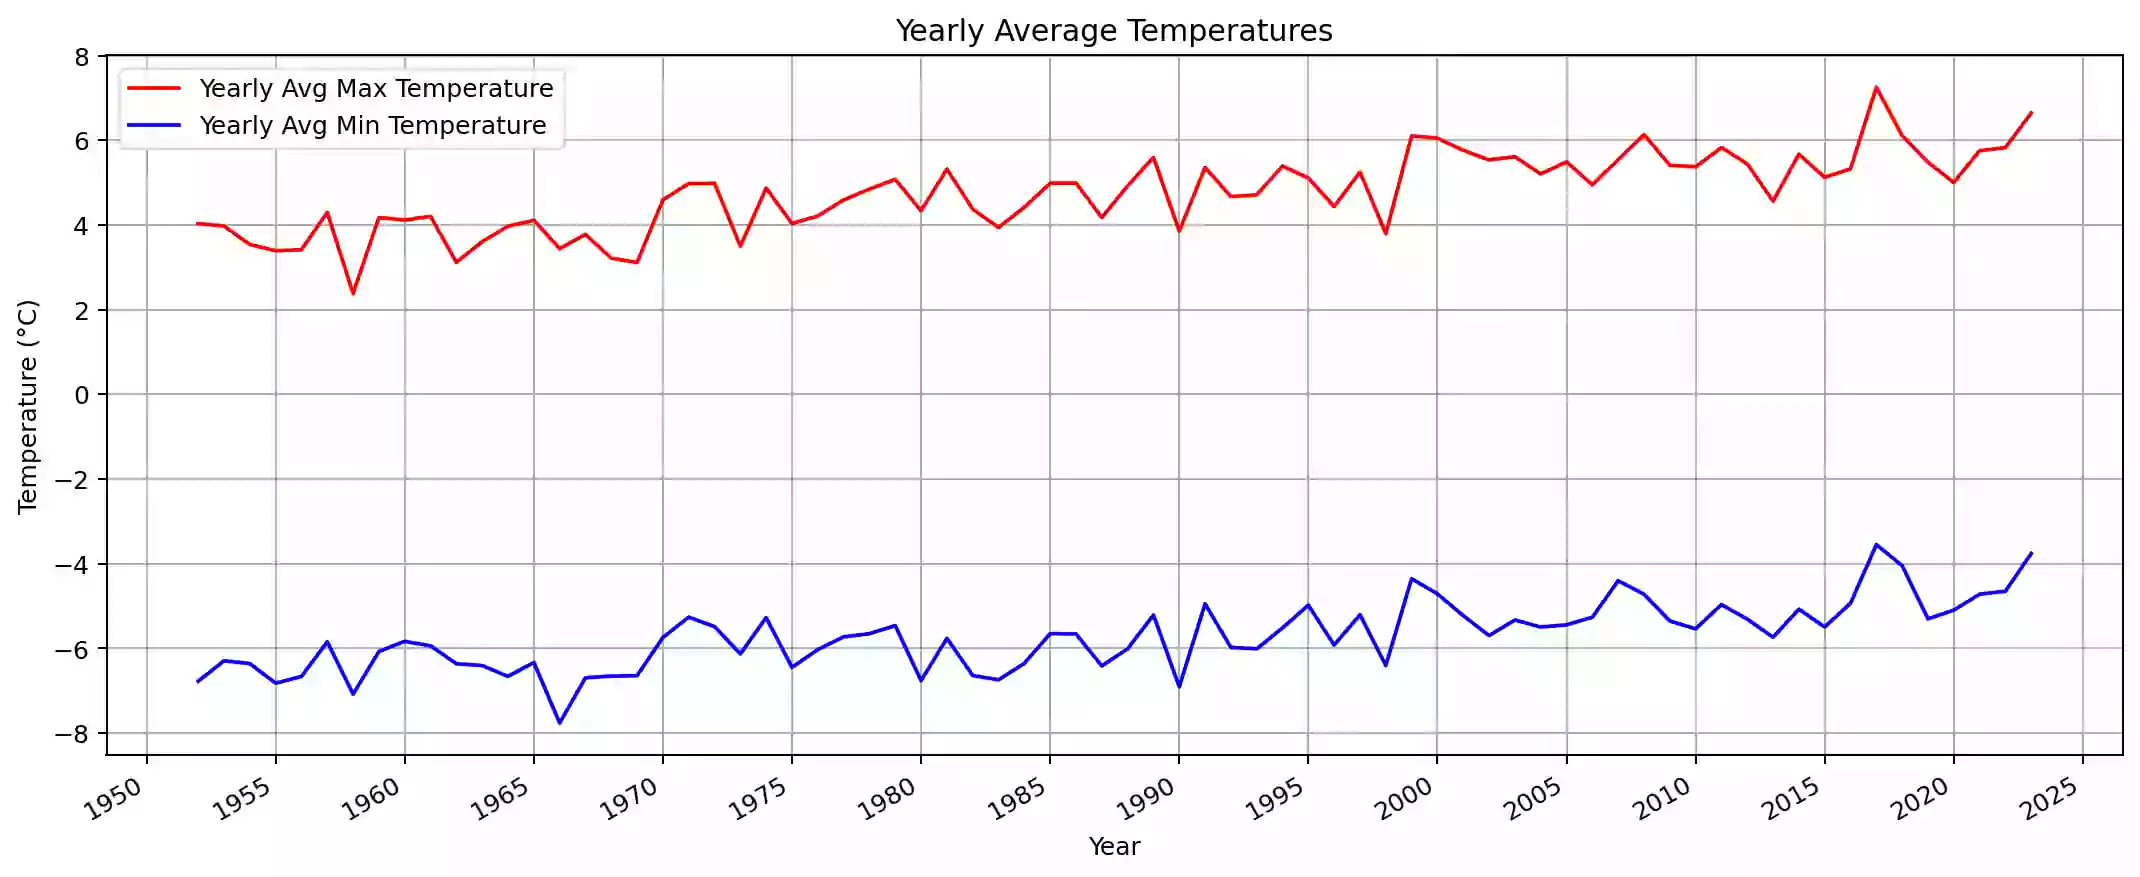 Yearly Average Temperatures
8
Yearly Avg Max Temperature
Yearly Avg Min Temperature
6
4
2
0
−2
−4
−6
−8
Temperature (°C)
1950 1955 1960 1965 1970 1975 1980 1985 1990 1995 2000 2005 2010 2015 2020 2025
Year